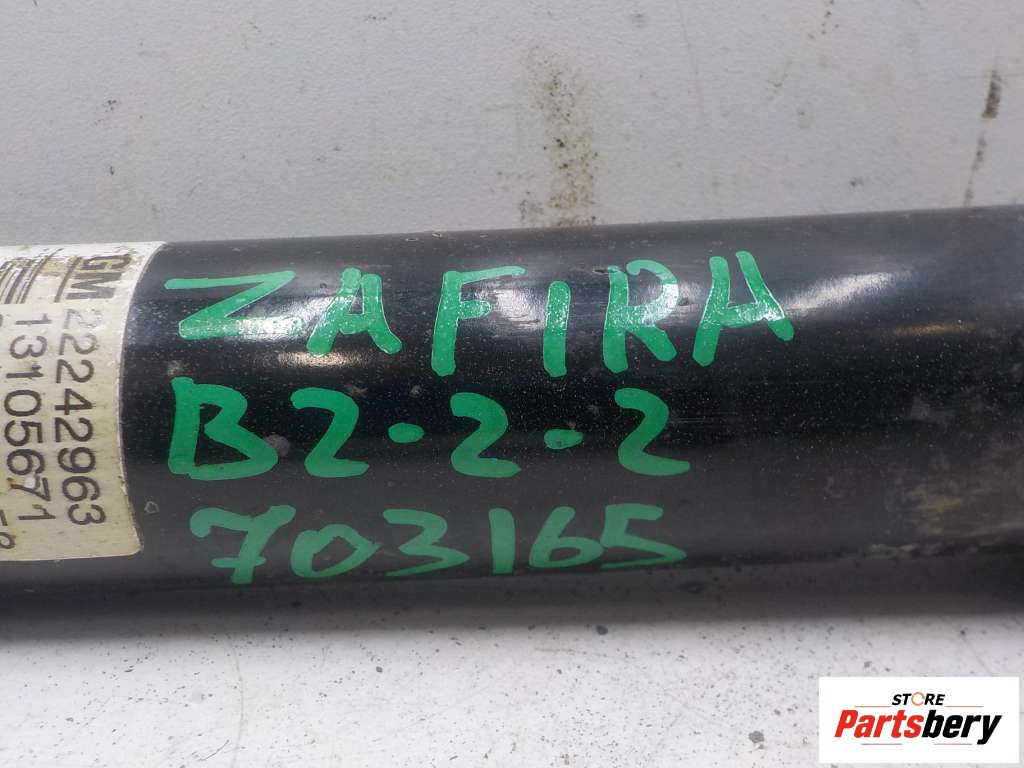 GM 22242963
13105671
ZAFIRA
B2-2-2
703165
STORE
Partsbery